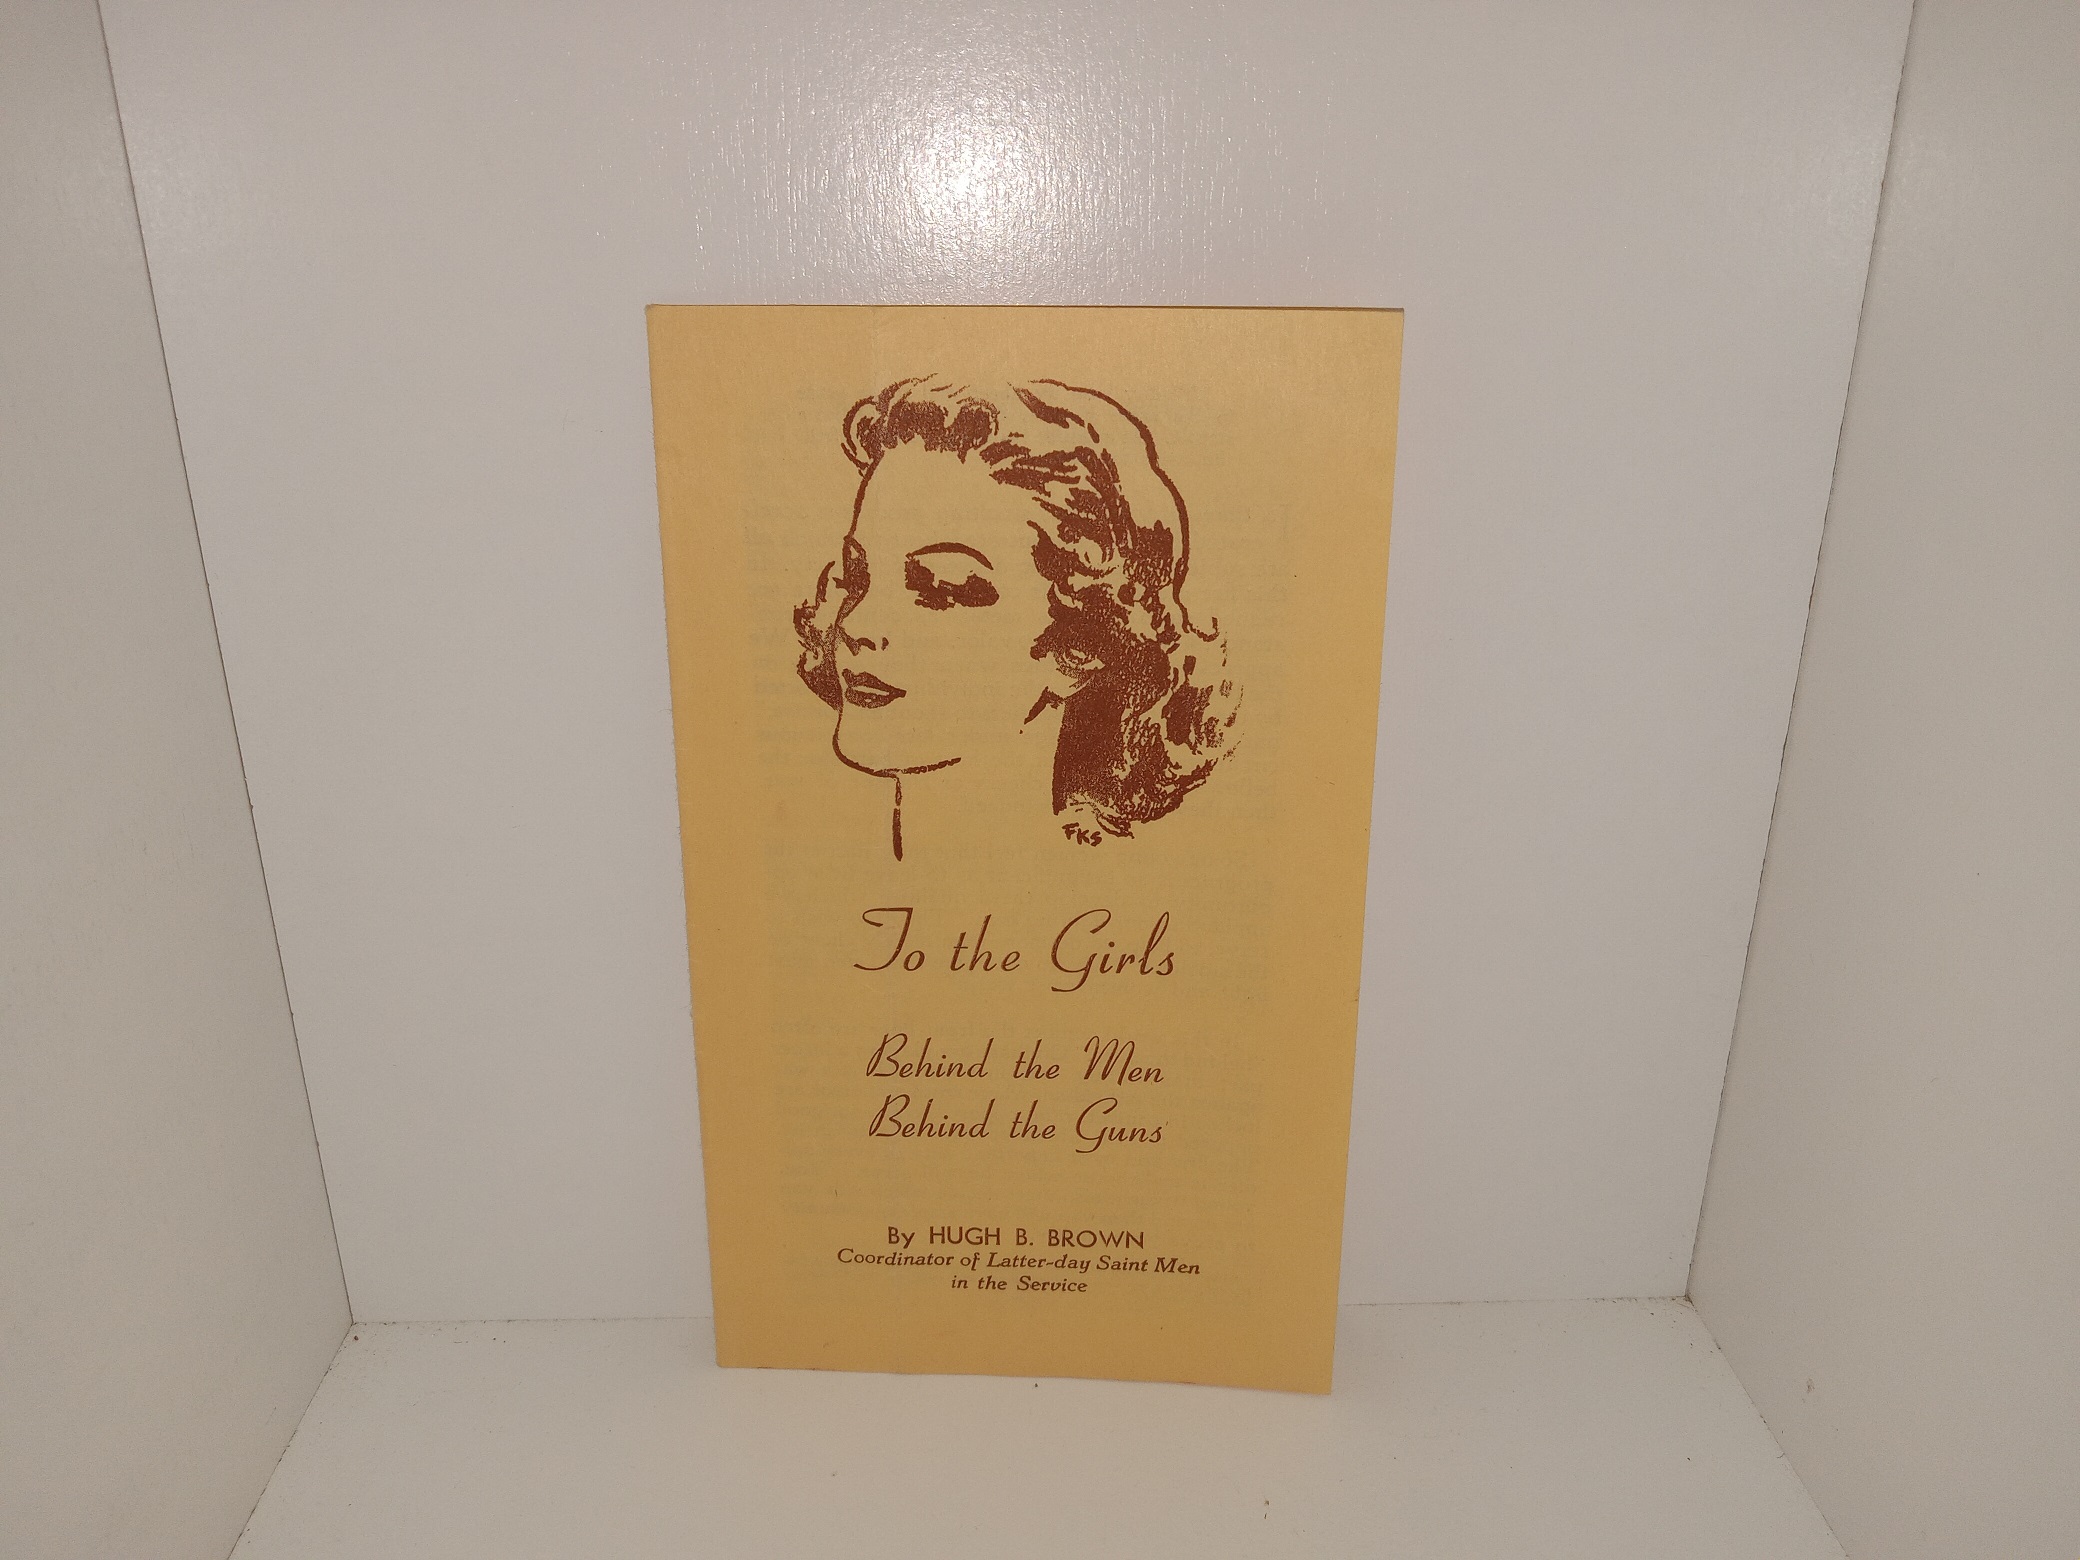 FKS
To the Girls
Behind the Men
Behind the Guns
By HUGH B. BROWN
Coordinator of Latter-day Saint Men
in the Service